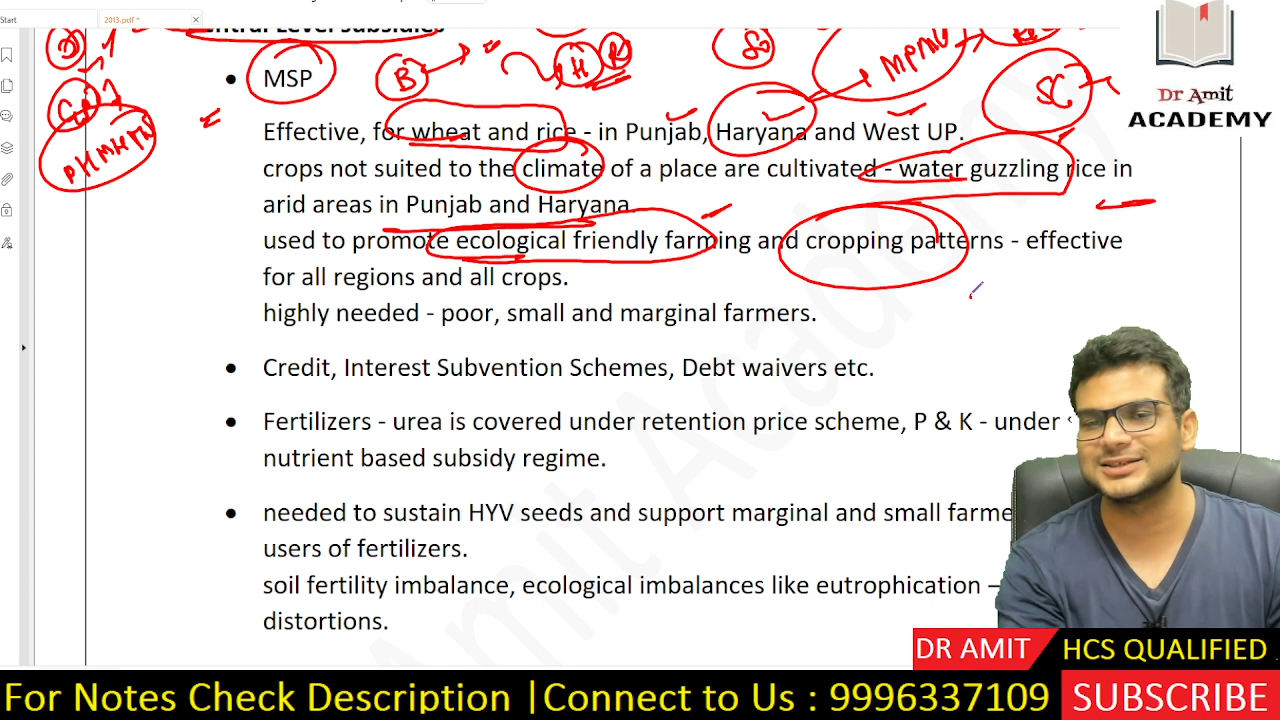 Start
2013.pdf *
Central Level Subsidies
Dr Amit
ACADEMY
B
H
R
MSP
SC
Effective, for wheat and rice - in Punjab, Haryana and West UP.
crops not suited to the climate of a place are cultivated - water guzzling rice in
arid areas in Punjab and Haryana.
used to promote ecological friendly farming and cropping patterns - effective
for all regions and all crops.
highly needed - poor, small and marginal farmers.
Credit, Interest Subvention Schemes, Debt waivers etc.
Fertilizers - urea is covered under retention price scheme, P & K - under
nutrient based subsidy regime.
needed to sustain HYV seeds and support marginal and small farme
users of fertilizers.
soil fertility imbalance, ecological imbalances like eutrophication –
distortions.
Dr Amit Academy
DR AMIT
HCS QUALIFIED
For Notes Check Description |Connect to Us : 9996337109
SUBSCRIBE